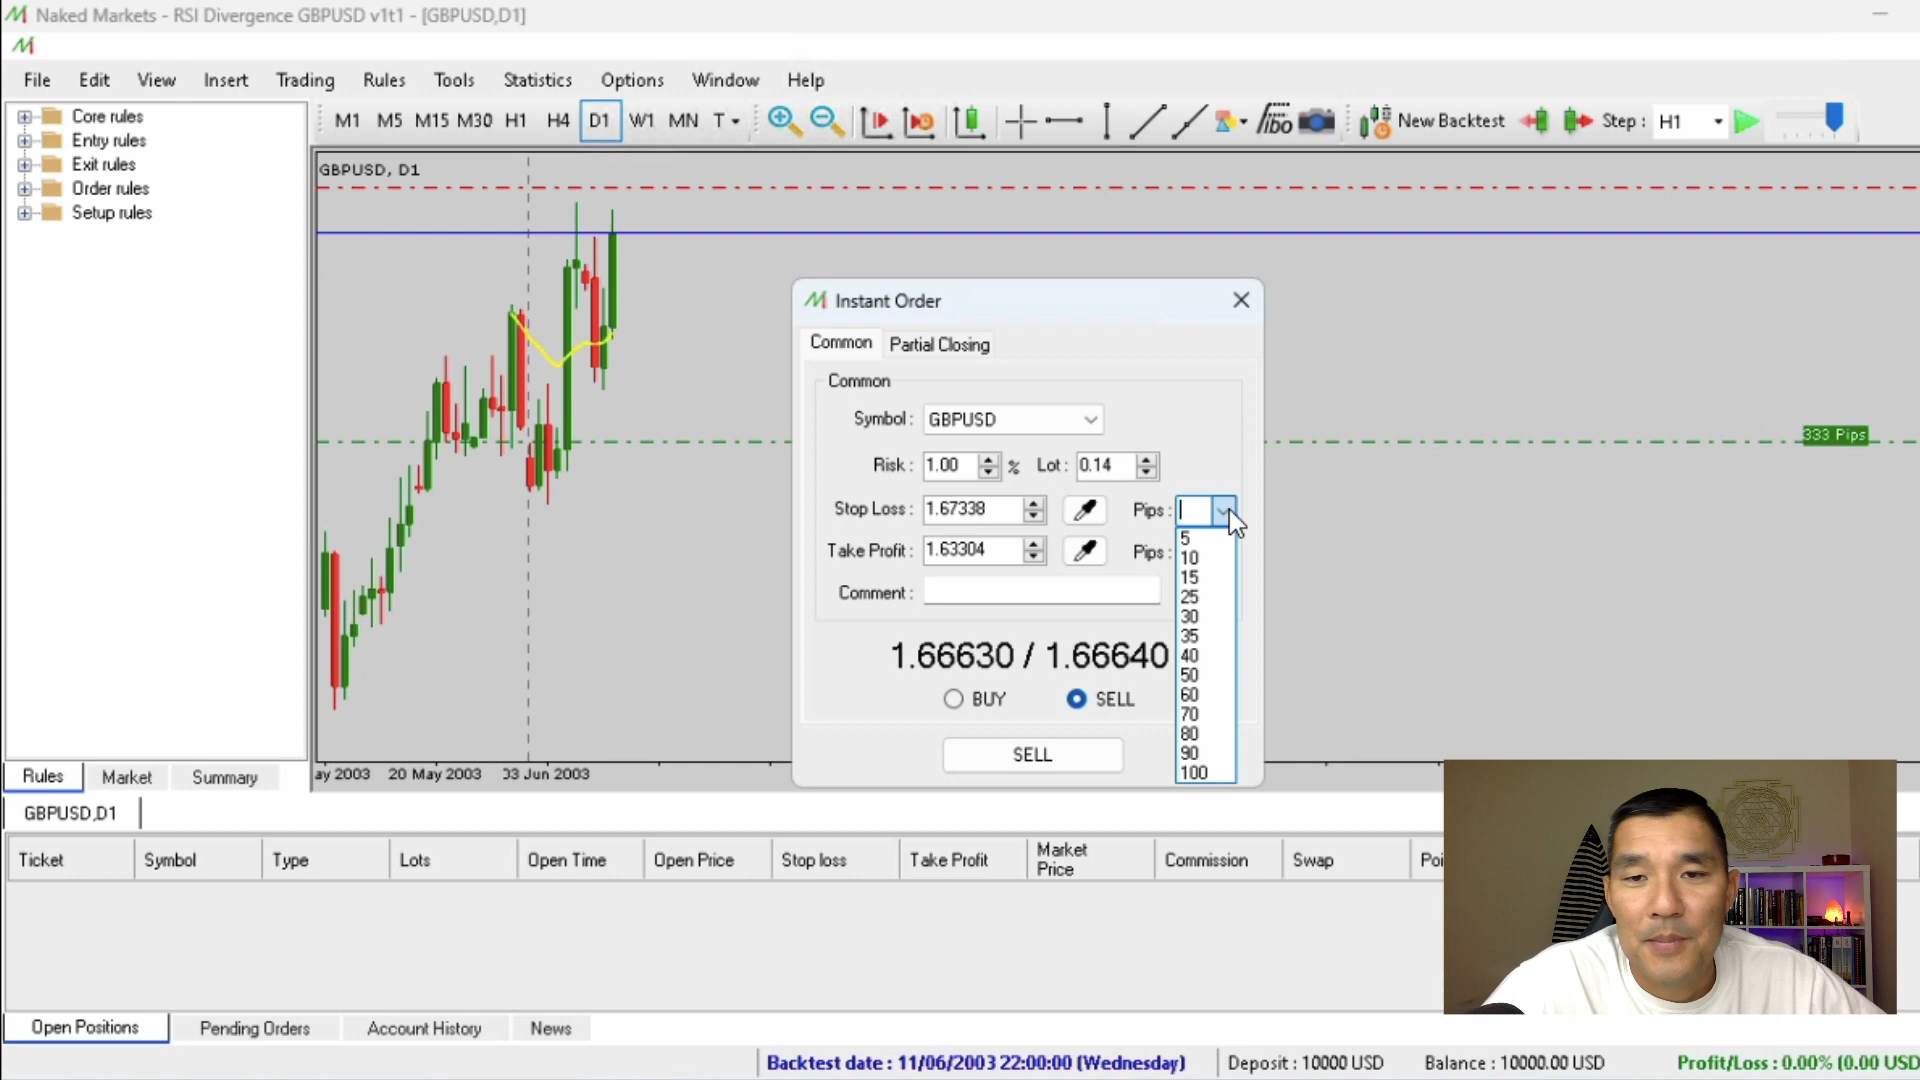 Naked Markets - RSI Divergence GBPUSD v1t1 - [GBPUSD,D1]
File Edit View Insert Trading Rules Tools Statistics Options Window Help
Core rules
Entry rules
Exit rules
Order rules
Setup rules
M1 M5 M15 M30 H1 H4 D1 W1 MN T
fibo
New Backtest
Step : H1
GBPUSD, D1
333 Pips
Instant Order
Common Partial Closing
Common
Symbol : GBPUSD
Risk : 1.00 % Lot : 0.14
Stop Loss : 1.67338 Pips :
Take Profit : 1.63304 Pips :
Comment :
5
10
15
25
30
35
40
50
60
70
80
90
100
1.66630 / 1.66640
BUY SELL
SELL
ay 2003 20 May 2003 03 Jun 2003
Rules Market Summary
GBPUSD,D1
Ticket Symbol Type Lots Open Time Open Price Stop loss Take Profit Market Price Commission Swap Poi
Open Positions Pending Orders Account History News
Backtest date : 11/06/2003 22:00:00 (Wednesday) Deposit : 10000 USD Balance : 10000.00 USD Profit/Loss : 0.00% (0.00 USD